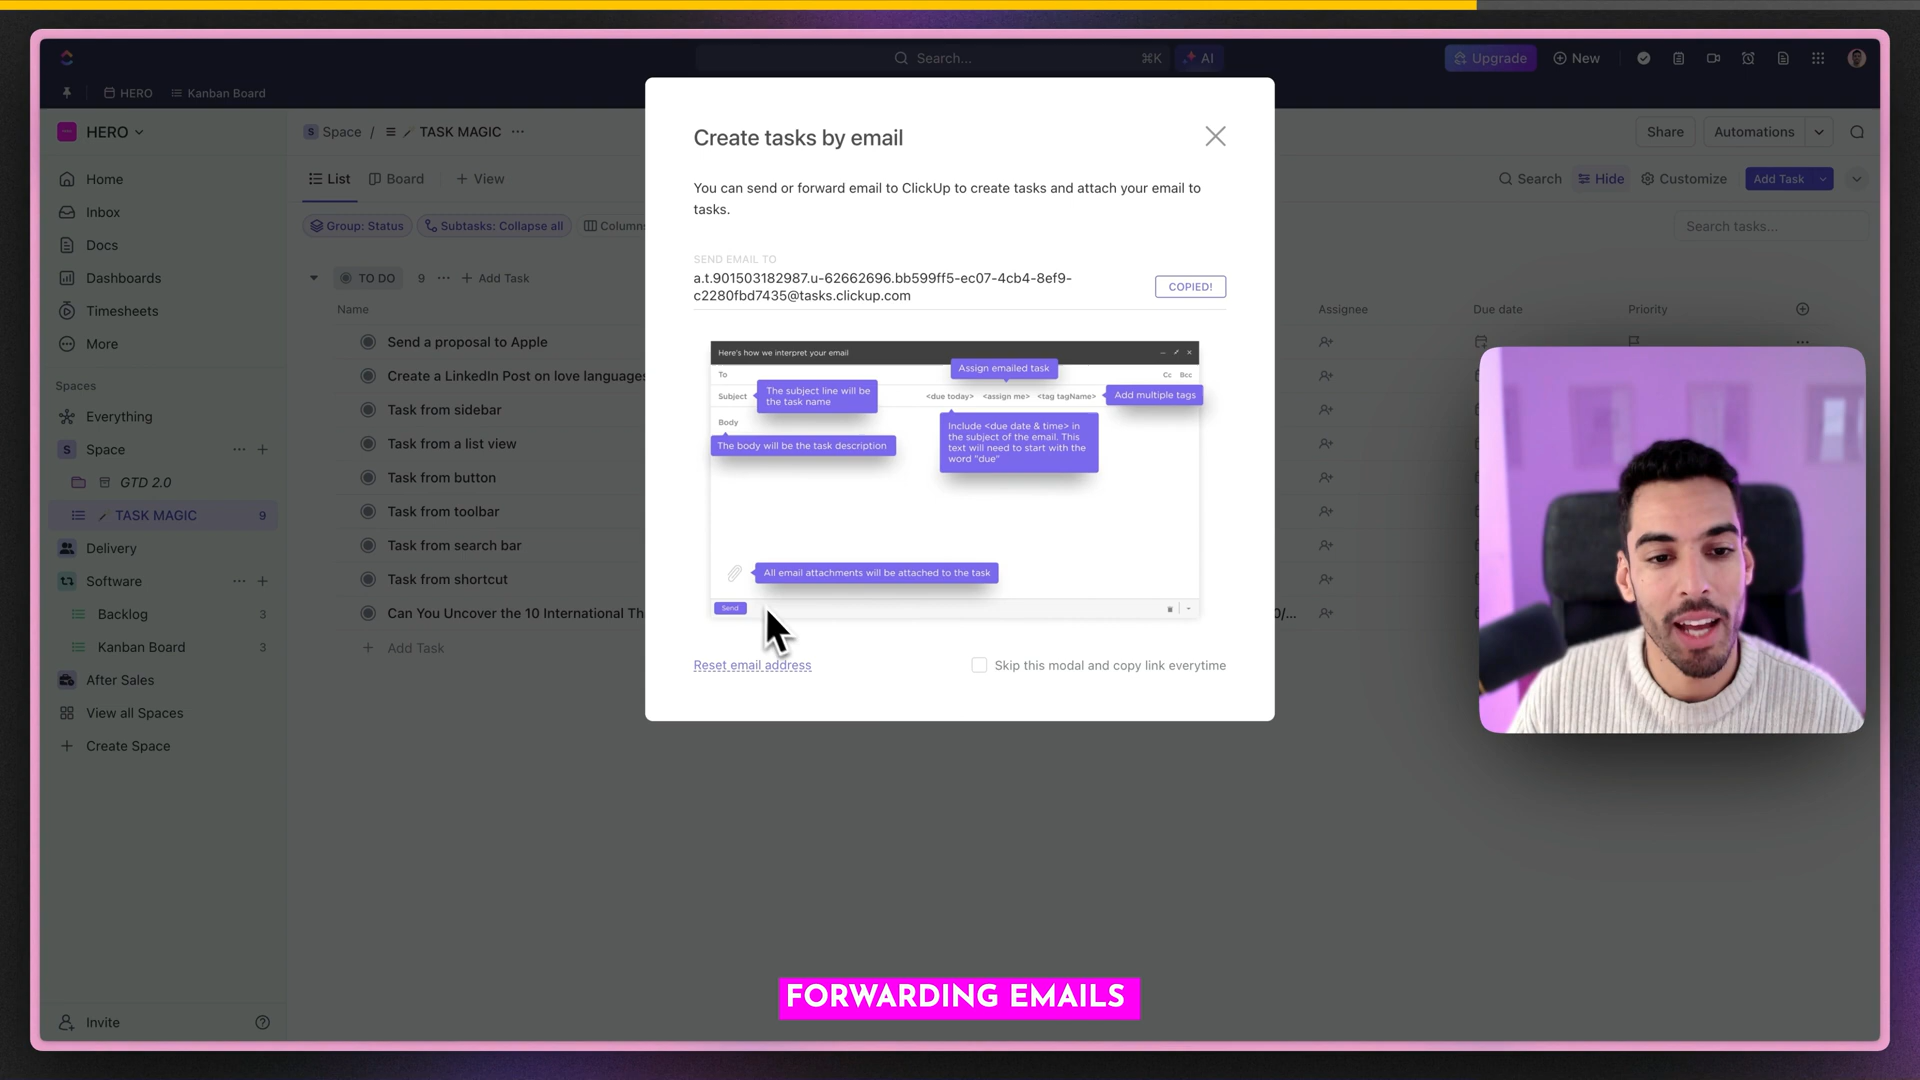 Search...
⌘K
AI
Upgrade
New
HERO
Kanban Board
HERO
Space / TASK MAGIC ...
Share
Automations
Home
Inbox
Docs
Dashboards
Timesheets
More
Spaces
Everything
Space
GTD 2.0
TASK MAGIC 9
Delivery
Software
Backlog 3
Kanban Board 3
After Sales
View all Spaces
Create Space
Invite
List
Board
+ View
Search
Hide
Customize
Add Task
Group: Status
Subtasks: Collapse all
Search tasks...
TO DO 9 ... + Add Task
Name
Assignee
Due date
Priority
Send a proposal to Apple
Create a LinkedIn Post on love languages
Task from sidebar
Task from a list view
Task from button
Task from toolbar
Task from search bar
Task from shortcut
Can You Uncover the 10 International Th
0/...
+ Add Task
Create tasks by email
You can send or forward email to ClickUp to create tasks and attach your email to
tasks.
SEND EMAIL TO
a.t.901503182987.u-62662696.bb599ff5-ec07-4cb4-8ef9-
c2280fbd7435@tasks.clickup.com
COPIED!
Here's how we interpret your email
To
Cc Bcc
Assign emailed task
Subject
The subject line will be
the task name
<due today> <assign me> <tag tagName>
Add multiple tags
Body
The body will be the task description
Include <due date & time> in
the subject of the email. This
text will need to start with the
word "due"
All email attachments will be attached to the task
Send
Reset email address
Skip this modal and copy link everytime
FORWARDING EMAILS